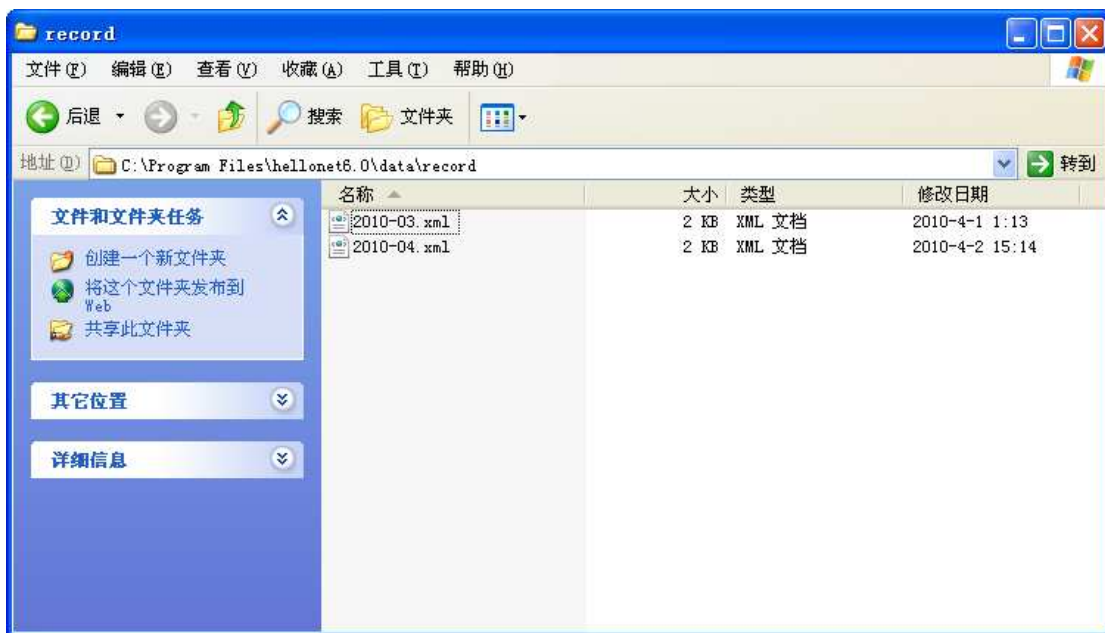 record
文件(F) 编辑(E) 查看(V) 收藏(A) 工具(T) 帮助(H)
后退 搜索 文件夹
地址(D) C:\Program Files\hellonet6.0\data\record 转到
文件和文件夹任务
创建一个新文件夹
将这个文件夹发布到
Web
共享此文件夹
其它位置
详细信息
名称 大小 类型 修改日期
2010-03.xml 2 KB XML 文档 2010-4-1 1:13
2010-04.xml 2 KB XML 文档 2010-4-2 15:14